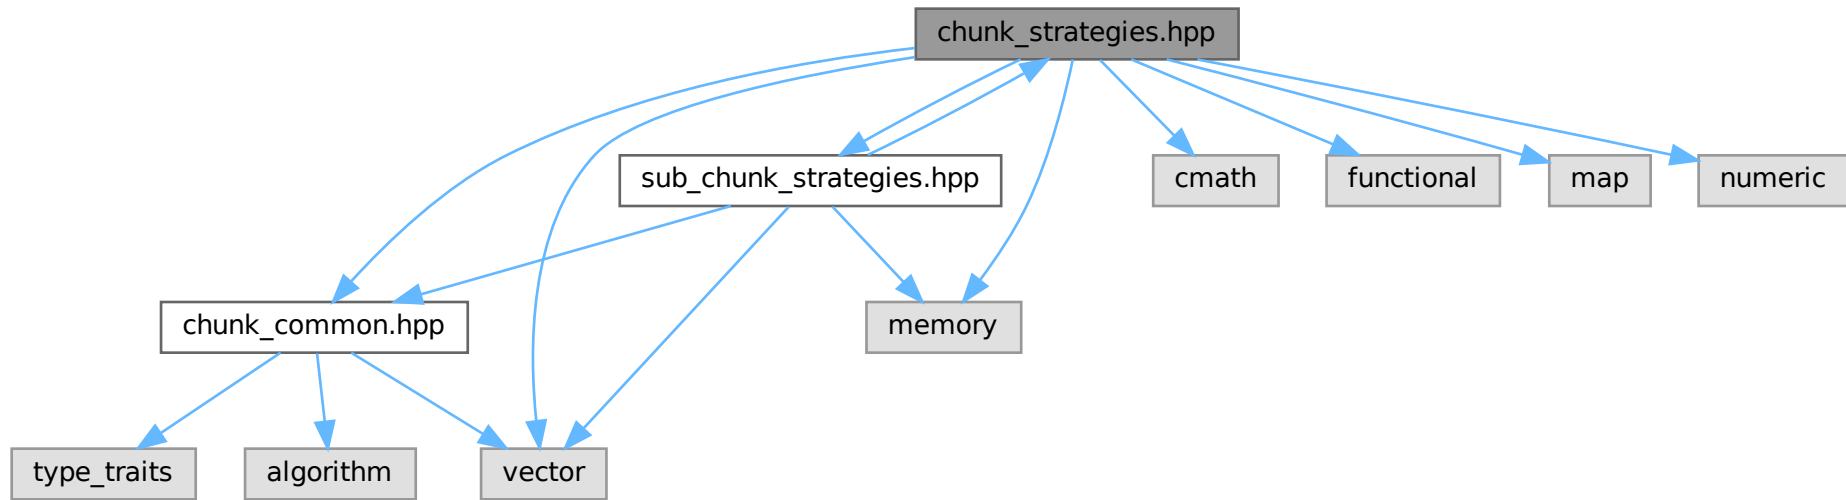 chunk_strategies.hpp
sub_chunk_strategies.hpp
cmath
functional
map
numeric
chunk_common.hpp
memory
type_traits
algorithm
vector